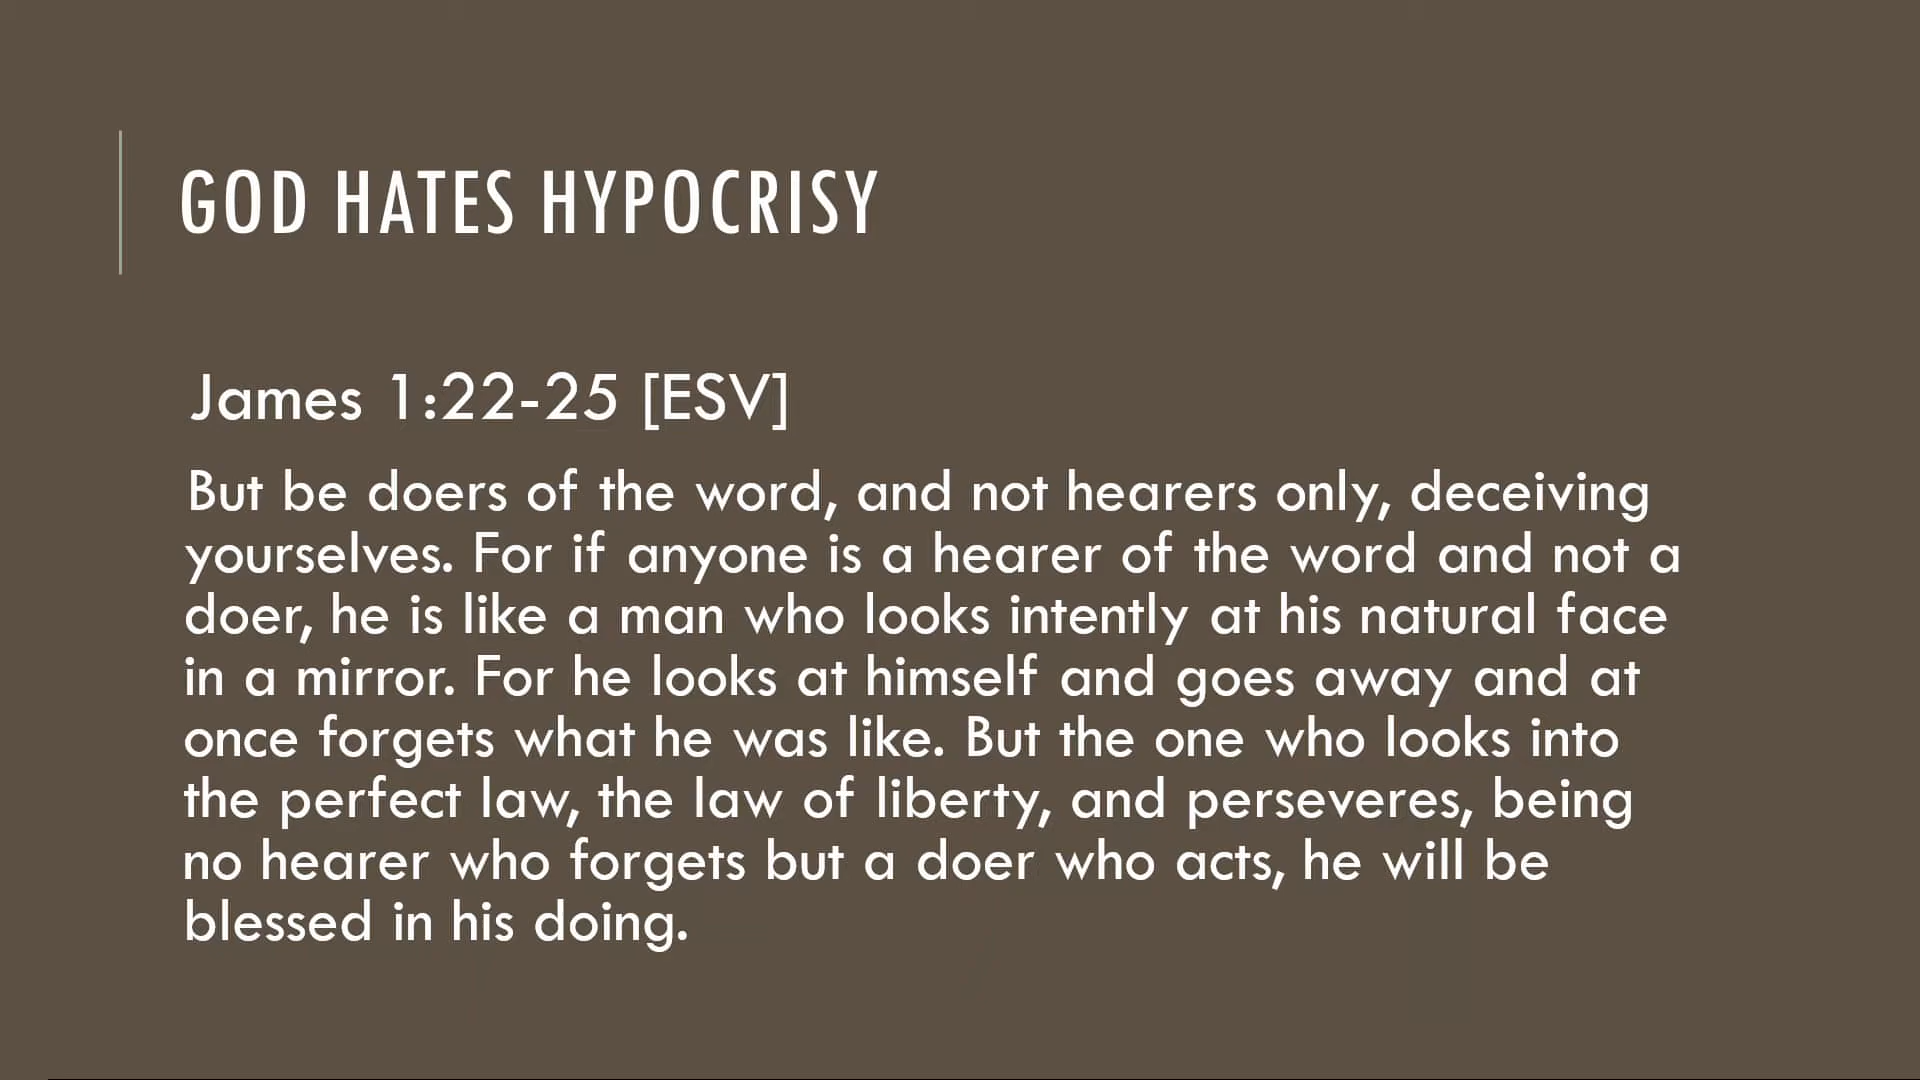 GOD HATES HYPOCRISY
James 1:22-25 [ESV]
But be doers of the word, and not hearers only, deceiving
yourselves. For if anyone is a hearer of the word and not a
doer, he is like a man who looks intently at his natural face
in a mirror. For he looks at himself and goes away and at
once forgets what he was like. But the one who looks into
the perfect law, the law of liberty, and perseveres, being
no hearer who forgets but a doer who acts, he will be
blessed in his doing.